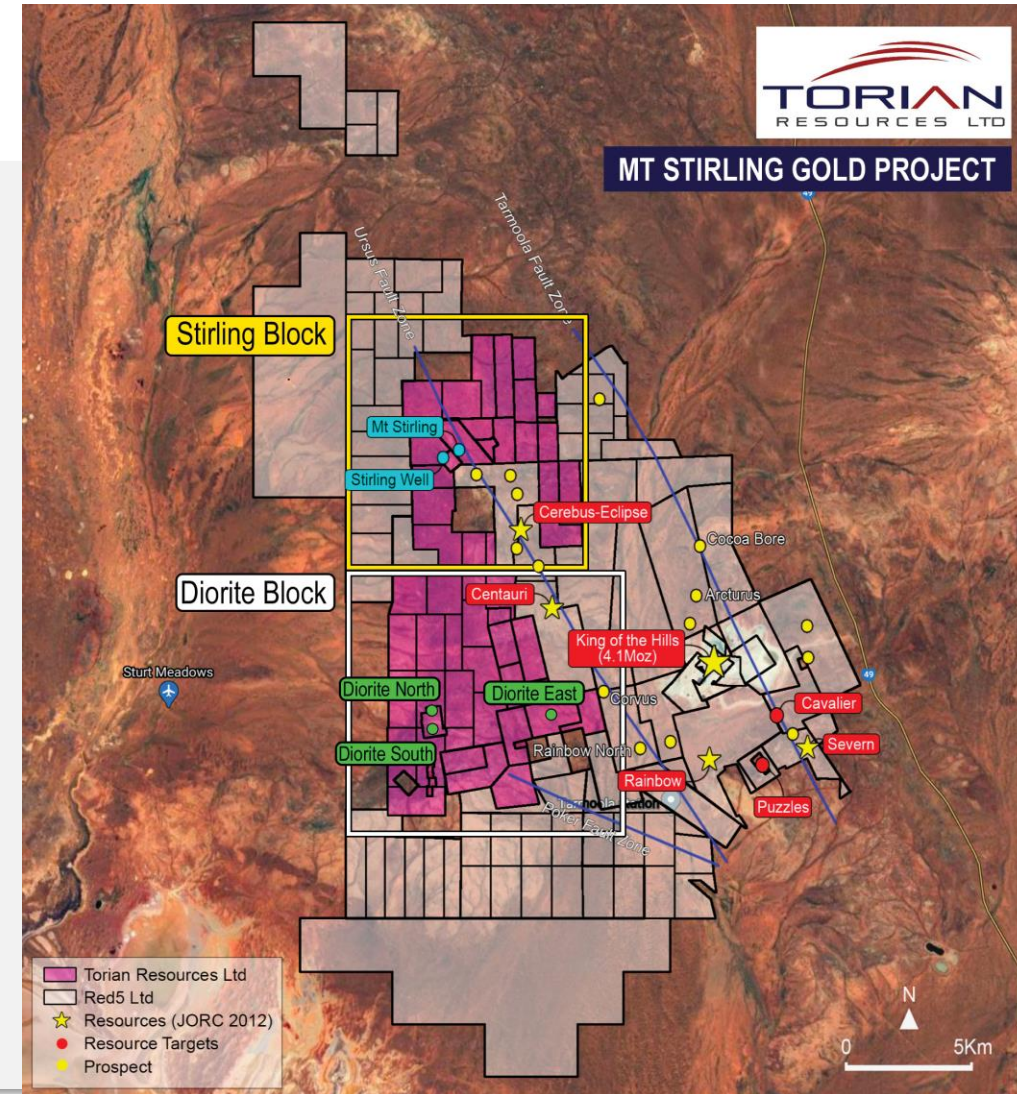 TORIAN
RESOURCES LTD
MT STIRLING GOLD PROJECT
49
Ursus Fault Zone
Tarmoola Fault Zone
Stirling Block
Mt Stirling
Stirling Well
Cerebus-Eclipse
Cocoa Bore
Diorite Block
Centauri
Arcturus
King of the Hills
(4.1Moz)
Sturt Meadows
49
Diorite North
Diorite East
Corvus
Cavalier
Diorite South
Rainbow North
Severn
Rainbow
Puzzles
Tarmoola Station
Poker Fault Zone
Torian Resources Ltd
Red5 Ltd
Resources (JORC 2012)
Resource Targets
Prospect
N
0 5Km